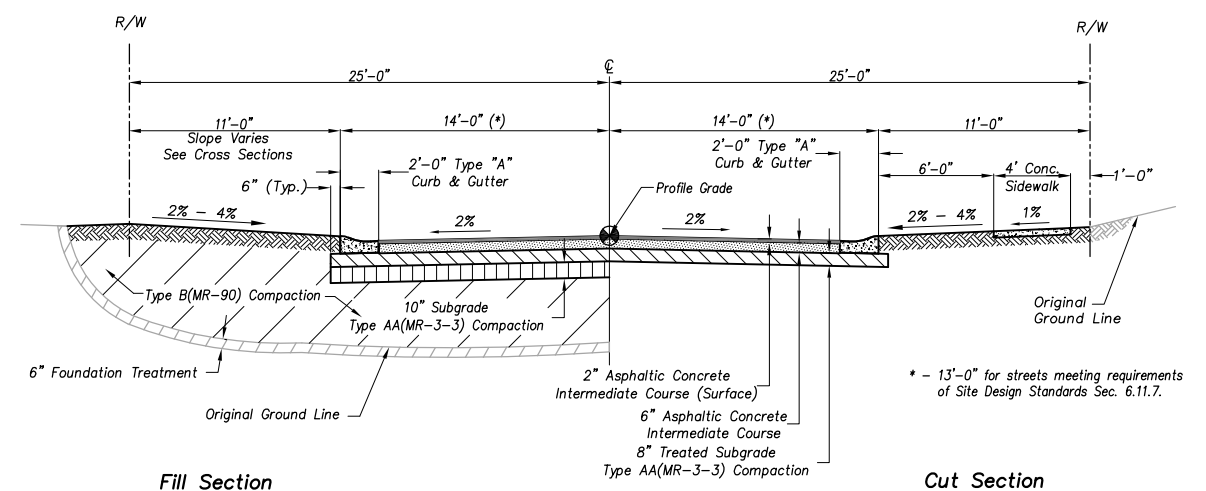 R/W
R/W
℄
25'-0"
25'-0"
11'-0"
Slope Varies
See Cross Sections
14'-0" (*)
14'-0" (*)
11'-0"
2'-0" Type "A"
Curb & Gutter
2'-0" Type "A"
Curb & Gutter
6" (Typ.)
Profile Grade
6'-0"
4' Conc.
Sidewalk
1'-0"
2% - 4%
2%
2%
2% - 4%
1%
Type B(MR-90) Compaction
10" Subgrade
Type AA(MR-3-3) Compaction
Original
Ground Line
6" Foundation Treatment
Original Ground Line
2" Asphaltic Concrete
Intermediate Course (Surface)
6" Asphaltic Concrete
Intermediate Course
8" Treated Subgrade
Type AA(MR-3-3) Compaction
* - 13'-0" for streets meeting requirements
of Site Design Standards Sec. 6.11.7.
Fill Section
Cut Section